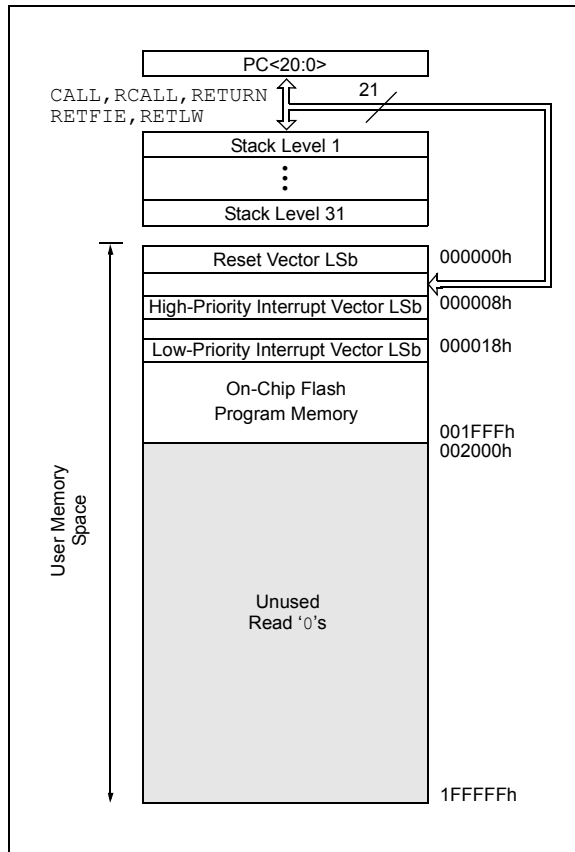 PC<20:0>
CALL,RCALL,RETURN
RETFIE,RETLW
21
Stack Level 1
Stack Level 31
Reset Vector LSb
000000h
High-Priority Interrupt Vector LSb
000008h
Low-Priority Interrupt Vector LSb
000018h
On-Chip Flash
Program Memory
001FFFh
002000h
User Memory
Space
Unused
Read ‘0’s
1FFFFFh